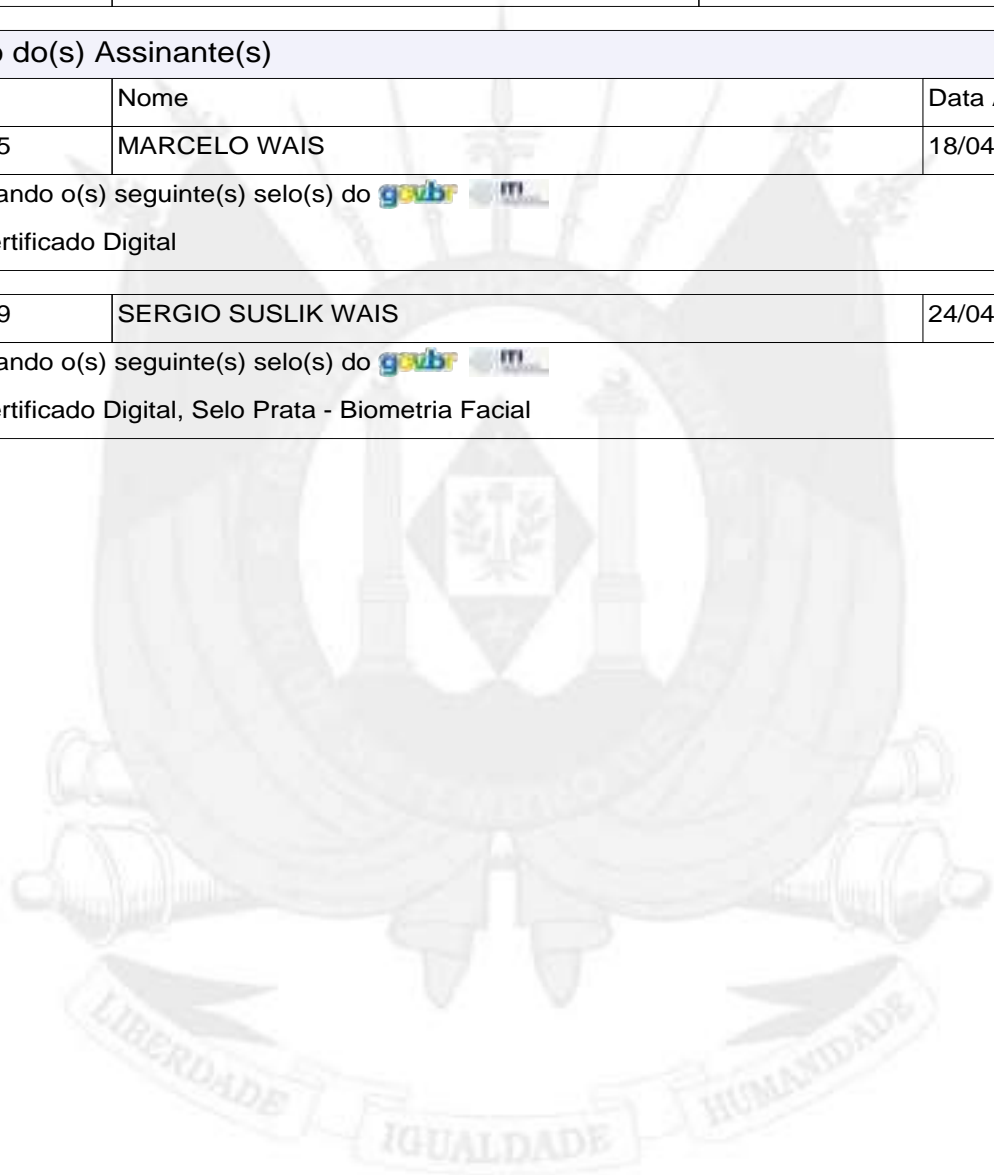 o do(s) Assinante(s)
Nome Data
5 MARCELO WAIS 18/04
ando o(s) seguinte(s) selo(s) do gov.br ITI
ertificado Digital
9 SERGIO SUSLIK WAIS 24/04
ando o(s) seguinte(s) selo(s) do gov.br ITI
ertificado Digital, Selo Prata - Biometria Facial
LIBERDADE IGUALDADE HUMANIDADE